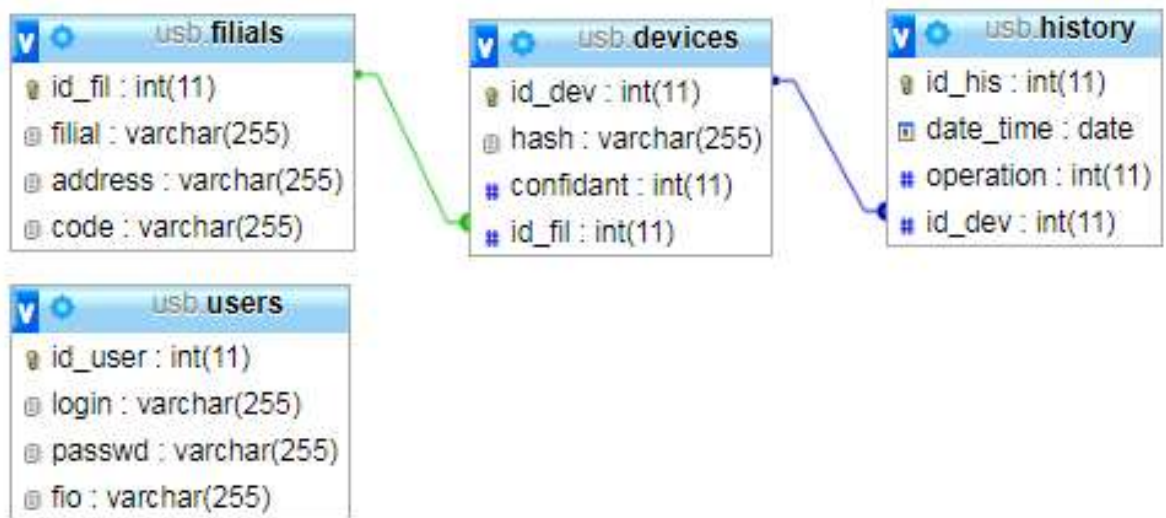 usb.filials
id_fil : int(11)
filial : varchar(255)
address : varchar(255)
code : varchar(255)
usb.devices
id_dev : int(11)
hash : varchar(255)
confidant : int(11)
id_fil : int(11)
usb.history
id_his : int(11)
date_time : date
operation : int(11)
id_dev : int(11)
usb.users
id_user : int(11)
login : varchar(255)
passwd : varchar(255)
fio : varchar(255)